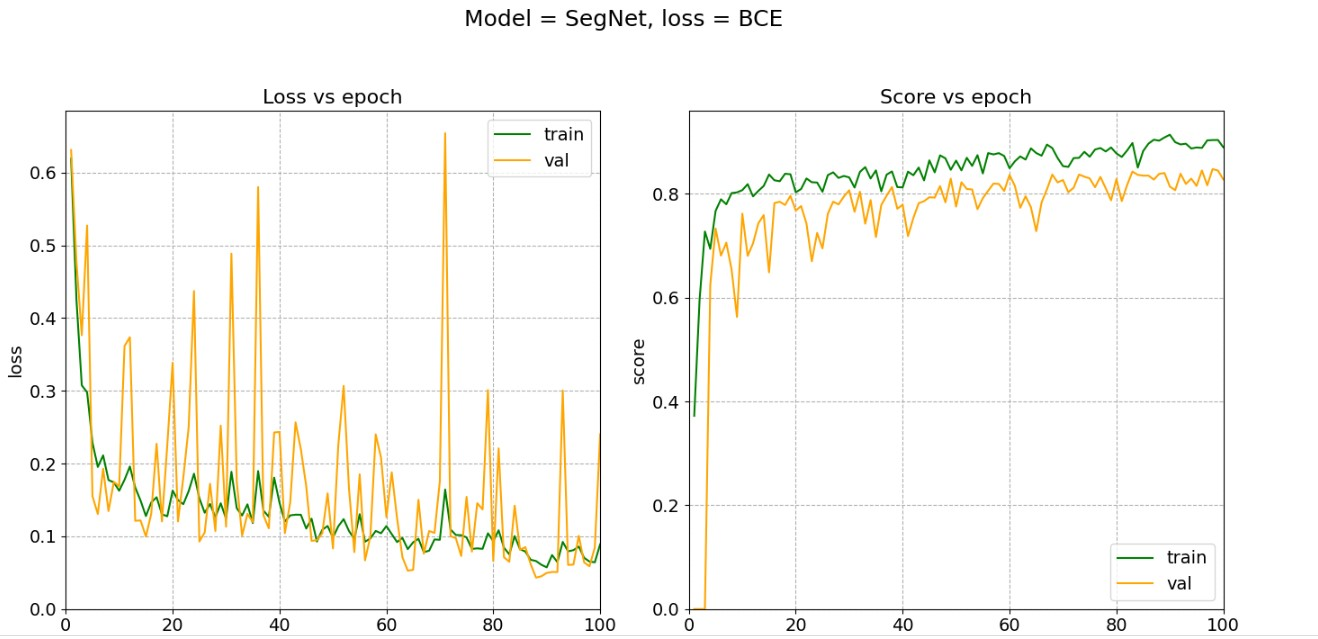 Model = SegNet, loss = BCE
Loss vs epoch
loss
0.6
0.5
0.4
0.3
0.2
0.1
0.0
0 20 40 60 80 100
train
val
Score vs epoch
score
0.8
0.6
0.4
0.2
0.0
0 20 40 60 80 100
train
val